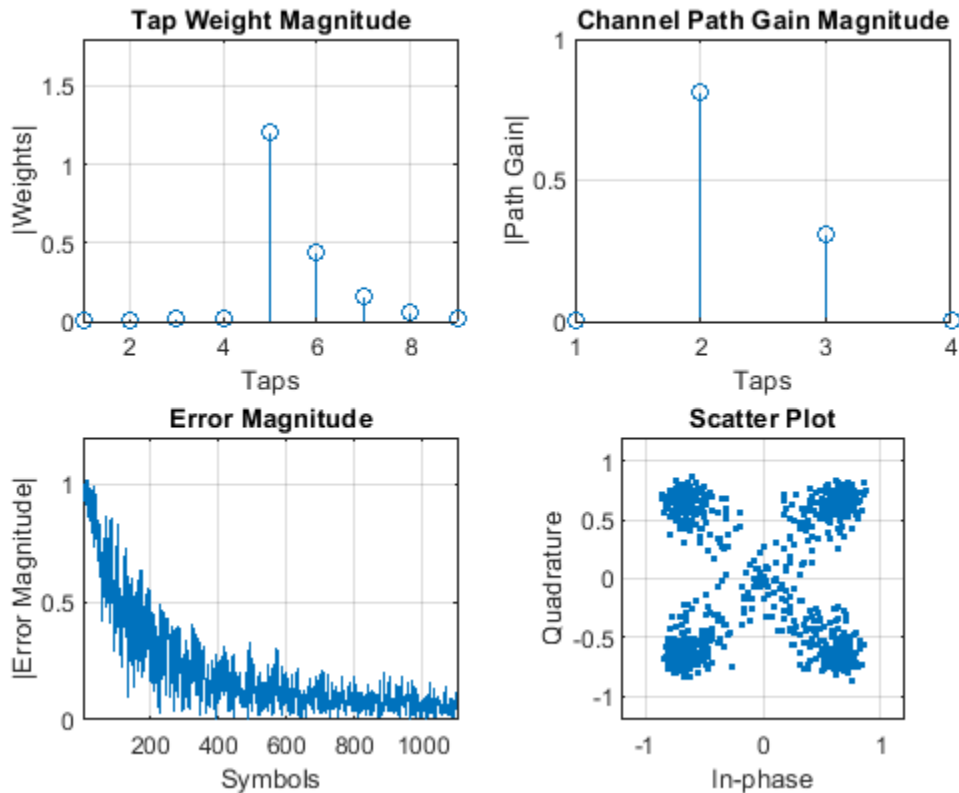 Tap Weight Magnitude
1.5
1
0.5
0
|Weights|
2 4 6 8
Taps
Channel Path Gain Magnitude
1
0.5
0
|Path Gain|
1 2 3 4
Taps
Error Magnitude
1
0.5
0
|Error Magnitude|
200 400 600 800 1000
Symbols
Scatter Plot
1
0.5
0
-0.5
-1
Quadrature
-1 0 1
In-phase